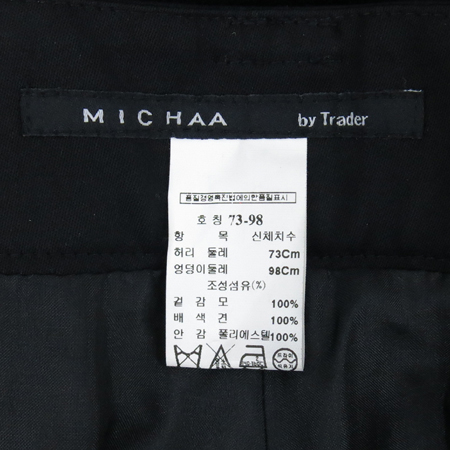 MICHAA by Trader
품질경영촉진법에의한품질표시
호 칭 73-98
항 목 신체치수
허리 둘레 73Cm
엉덩이둘레 98Cm
조성섬유(%)
겉 감 모 100%
배 색 견 100%
안 감 폴리에스텔100%